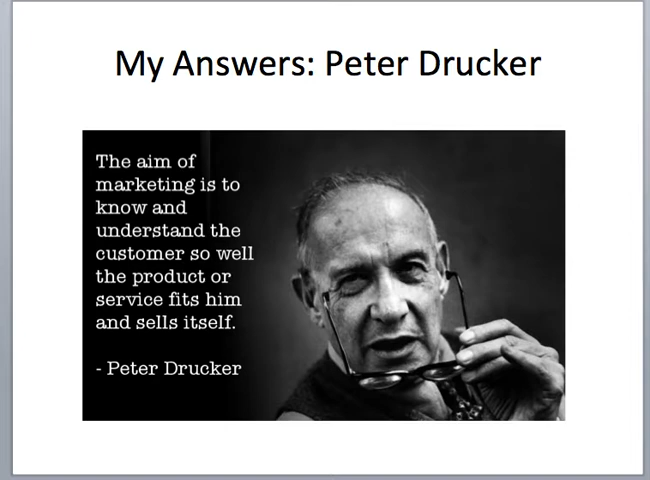 My Answers: Peter Drucker
The aim of
marketing is to
know and
understand the
customer so well
the product or
service fits him
and sells itself.
- Peter Drucker